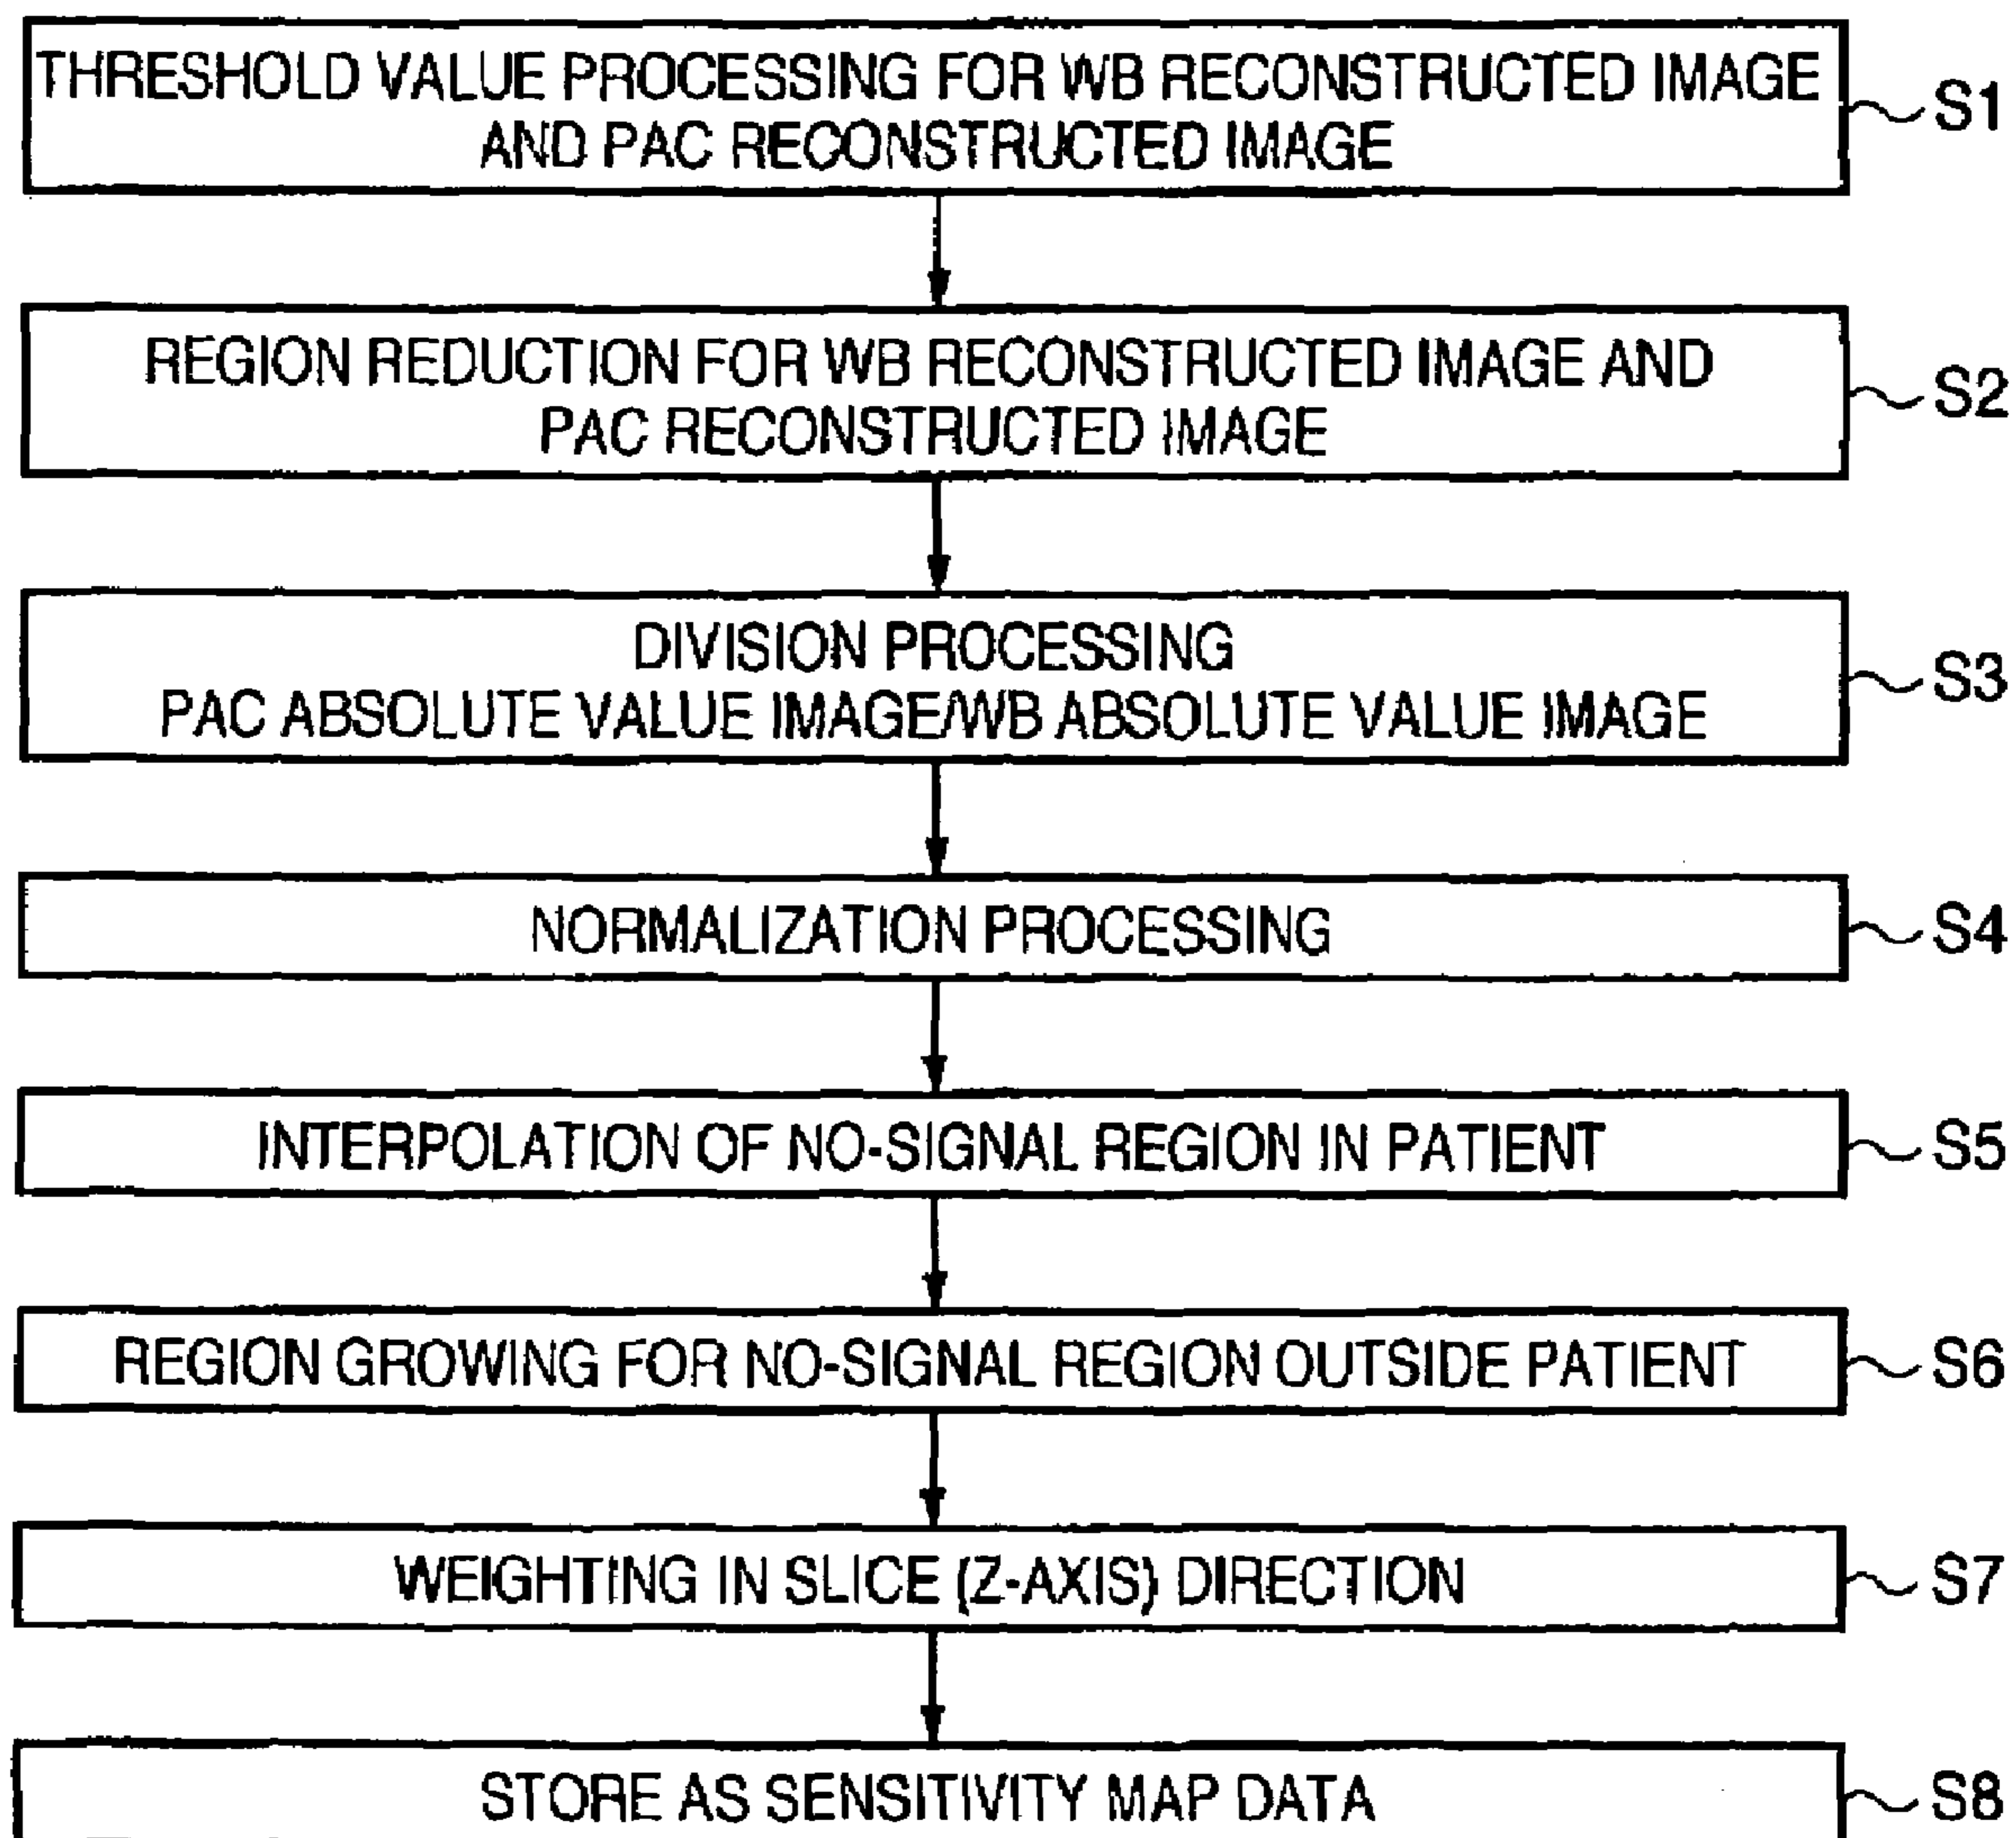 THRESHOLD VALUE PROCESSING FOR WB RECONSTRUCTED IMAGE
AND PAC RECONSTRUCTED IMAGE
S1
REGION REDUCTION FOR WB RECONSTRUCTED IMAGE AND
PAC RECONSTRUCTED IMAGE
S2
DIVISION PROCESSING
PAC ABSOLUTE VALUE IMAGE/WB ABSOLUTE VALUE IMAGE
S3
NORMALIZATION PROCESSING
S4
INTERPOLATION OF NO-SIGNAL REGION IN PATIENT
S5
REGION GROWING FOR NO-SIGNAL REGION OUTSIDE PATIENT
S6
WEIGHTING IN SLICE (Z-AXIS) DIRECTION
S7
STORE AS SENSITIVITY MAP DATA
S8